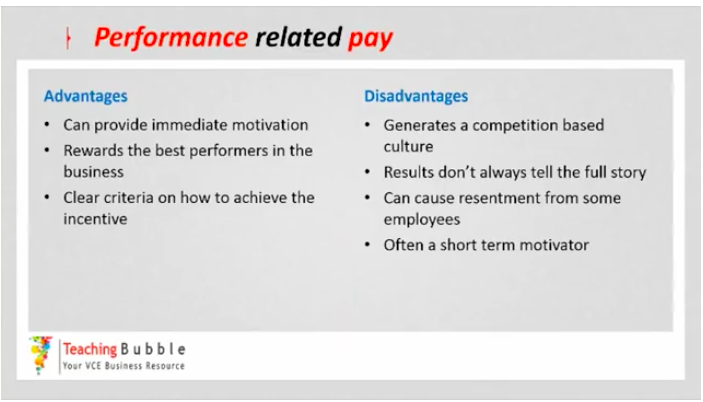 Performance related pay
Advantages
• Can provide immediate motivation
• Rewards the best performers in the
business
• Clear criteria on how to achieve the
incentive
Disadvantages
• Generates a competition based
culture
• Results don't always tell the full story
• Can cause resentment from some
employees
• Often a short term motivator
Teaching Bubble
Your VCE Business Resource